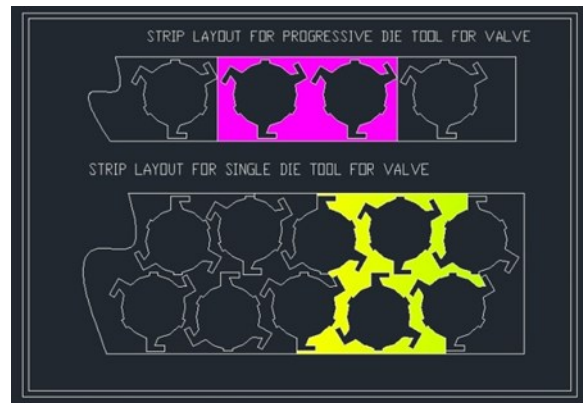 STRIP LAYOUT FOR PROGRESSIVE DIE TOOL FOR VALVE
STRIP LAYOUT FOR SINGLE DIE TOOL FOR VALVE